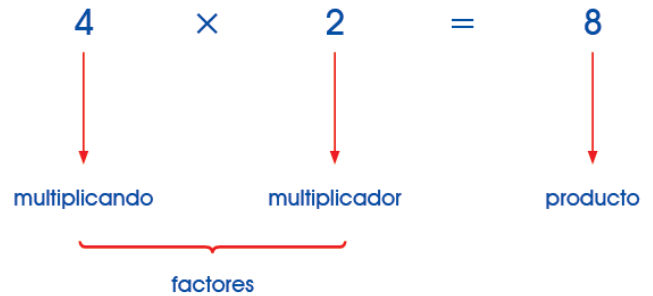 4 × 2 = 8
multiplicando multiplicador producto
factores